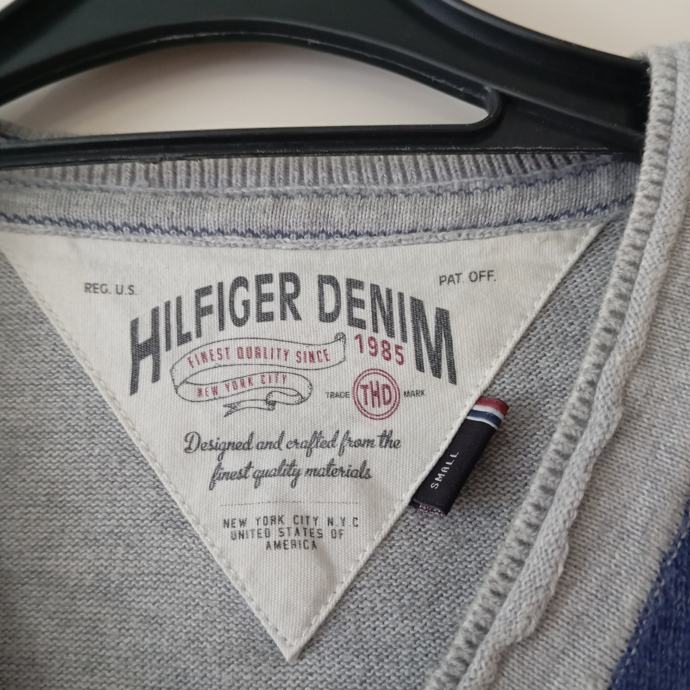 REG. U.S.
PAT. OFF.
HILFIGER DENIM
FINEST QUALITY SINCE 1985
NEW YORK CITY
TRADE THD MARK
Designed and crafted from the
finest quality materials
NEW YORK CITY N.Y.C
UNITED STATES OF
AMERICA
SMALL